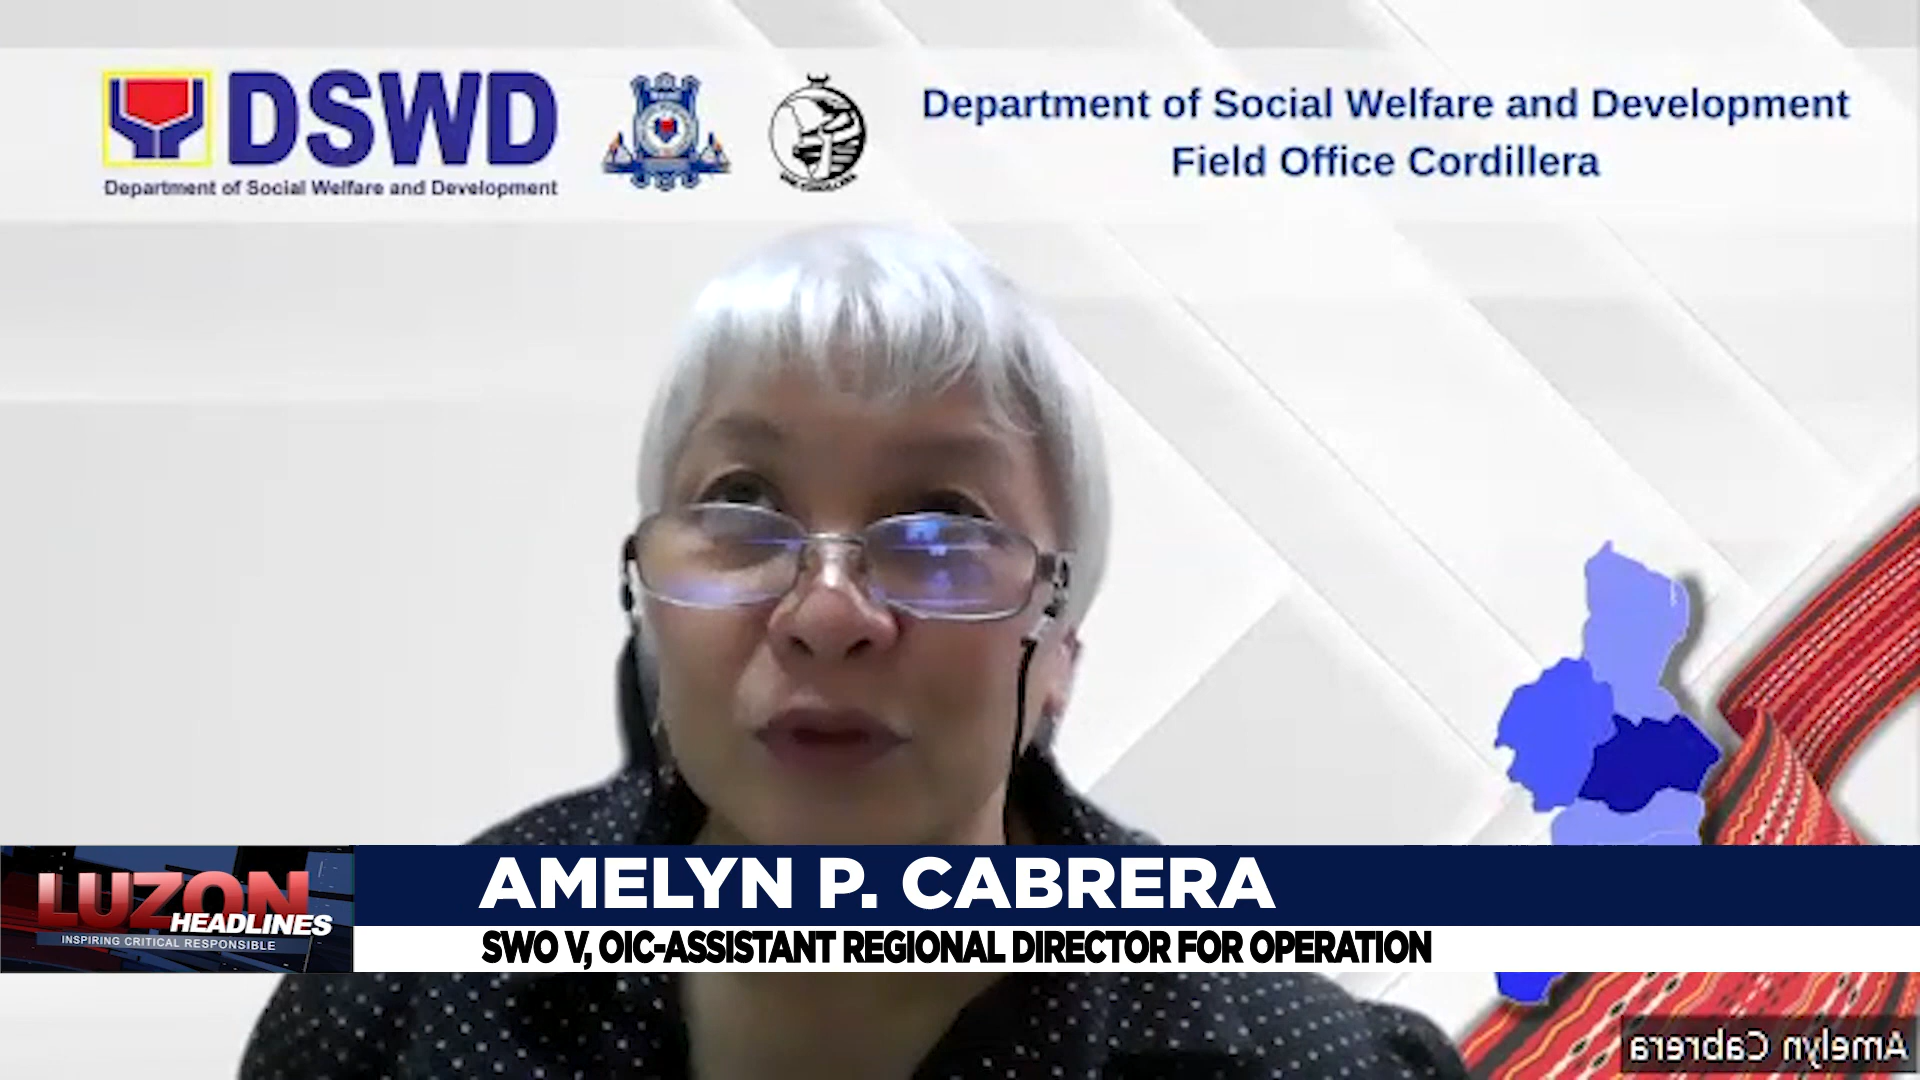 DSWD
Department of Social Welfare and Development
Department of Social Welfare and Development
Field Office Cordillera
AMELYN P. CABRERA
SWO V, OIC-ASSISTANT REGIONAL DIRECTOR FOR OPERATION
LUZON
HEADLINES
INSPIRING CRITICAL RESPONSIBLE
Amelyn Cabrera